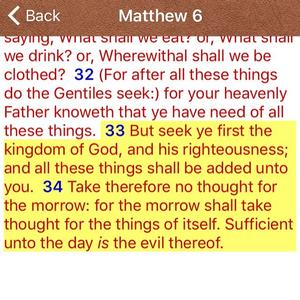 Back Matthew 6
saying, What shall we eat? or, What shall
we drink? or, Wherewithal shall we be
clothed? 32 (For after all these things
do the Gentiles seek:) for your heavenly
Father knoweth that ye have need of all
these things. 33 But seek ye first the
kingdom of God, and his righteousness;
and all these things shall be added unto
you. 34 Take therefore no thought for
the morrow: for the morrow shall take
thought for the things of itself. Sufficient
unto the day is the evil thereof.